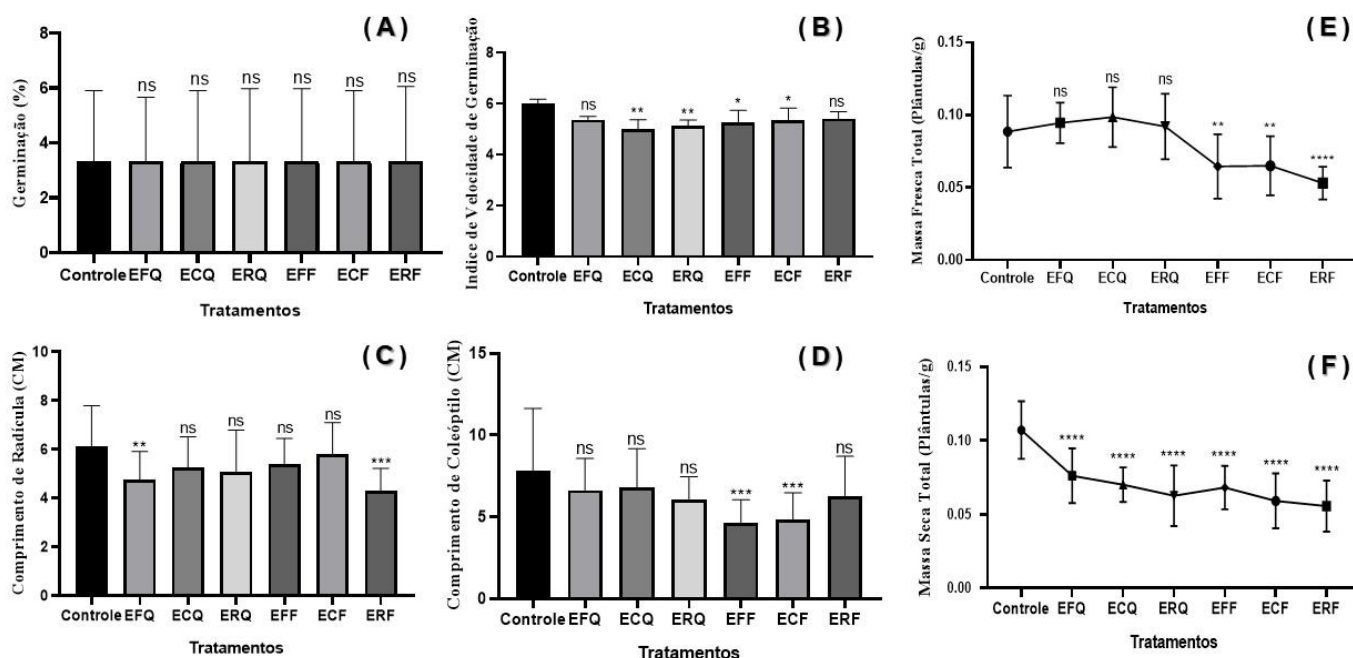 ( A )
Germinação (%)
8
6
4
2
0
ns ns ns ns ns ns
Controle EFQ ECQ ERQ EFF ECF ERF
Tratamentos
( B )
Indice de Velocidade de Germinação
8
6
4
2
0
ns ** ** * * ns
Controle EFQ ECQ ERQ EFF ECF ERF
Tratamentos
( E )
Massa Fresca Total (Plântulas/g)
0.15
0.10
0.05
0.00
ns ns ns ** ** ****
Controle EFQ ECQ ERQ EFF ECF ERF
Tratamentos
( C )
Comprimento de Radícula (CM)
10
8
6
4
2
0
** ns ns ns ns ***
Controle EFQ ECQ ERQ EFF ECF ERF
Tratamentos
( D )
Comprimento de Coleóptilo (CM)
15
10
5
0
ns ns ns *** *** ns
Controle EFQ ECQ ERQ EFF ECF ERF
Tratamentos
( F )
Massa Seca Total (Plântulas/g)
0.15
0.10
0.05
0.00
**** **** **** **** **** ****
Controle EFQ ECQ ERQ EFF ECF ERF
Tratamentos